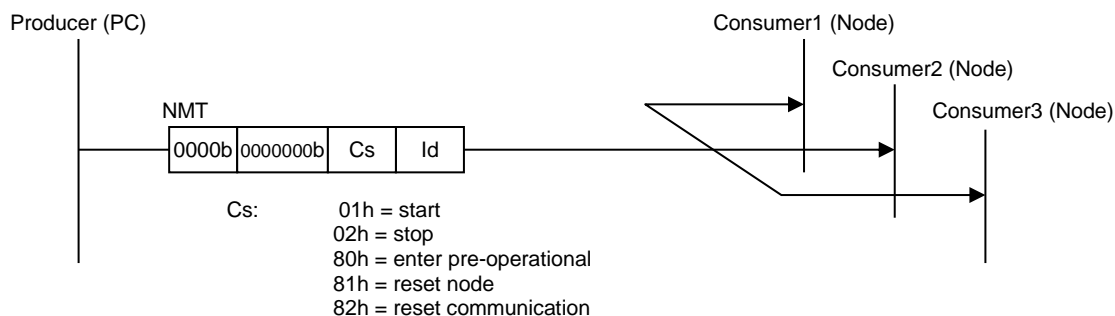 Producer (PC)
Consumer1 (Node)
Consumer2 (Node)
Consumer3 (Node)
NMT
0000b 0000000b Cs Id
Cs: 01h = start
02h = stop
80h = enter pre-operational
81h = reset node
82h = reset communication